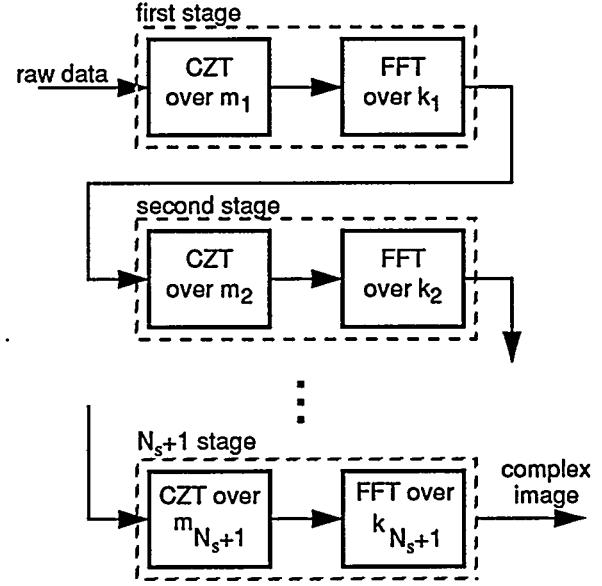 first stage
raw data
CZT
over m1
FFT
over k1
second stage
CZT
over m2
FFT
over k2
Ns+1 stage
CZT over
mNs+1
FFT over
kNs+1
complex
image